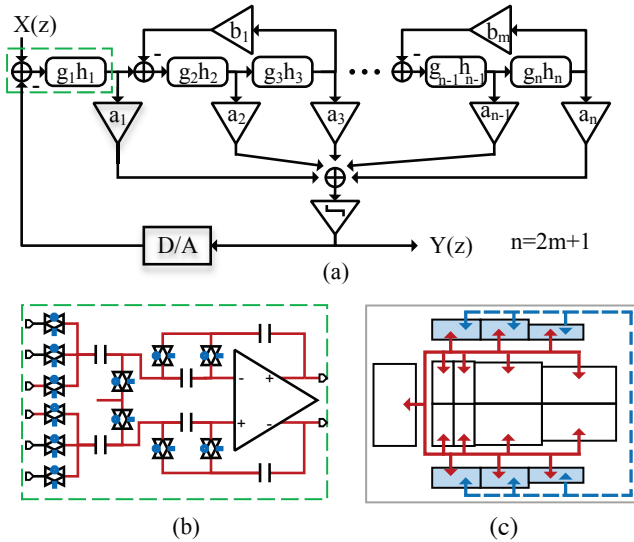 X(z)
b₁ bₘ
- -
g₁h₁ g₂h₂ g₃h₃ ••• gₙ₋₁hₙ₋₁ gₙhₙ
-
a₁ a₂ a₃ aₙ₋₁ aₙ
D/A Y(z) n=2m+1
(a)
- +
+ -
(b) (c)